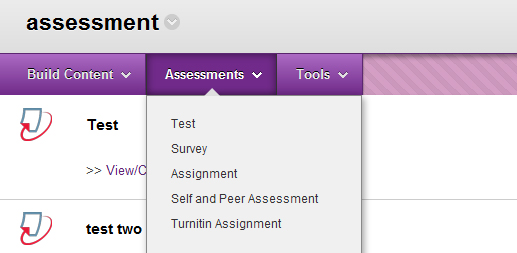 assessment
Build Content Assessments Tools
Test
Survey
Assignment
Self and Peer Assessment
Turnitin Assignment
Test
>> View/C
test two